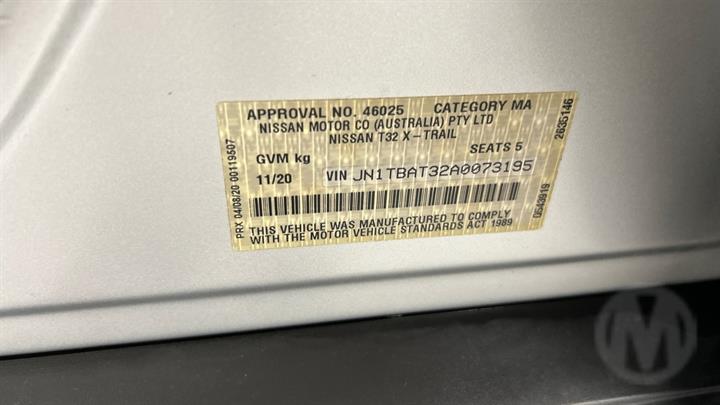 APPROVAL NO. 46025 CATEGORY MA
NISSAN MOTOR CO (AUSTRALIA) PTY LTD
NISSAN T32 X-TRAIL
GVM kg SEATS 5
11/20 VIN JN1TBAT32A0073195
THIS VEHICLE WAS MANUFACTURED TO COMPLY
WITH THE MOTOR VEHICLE STANDARDS ACT 1989
PRX 04/08/20 00119507
2635146
0543919
M